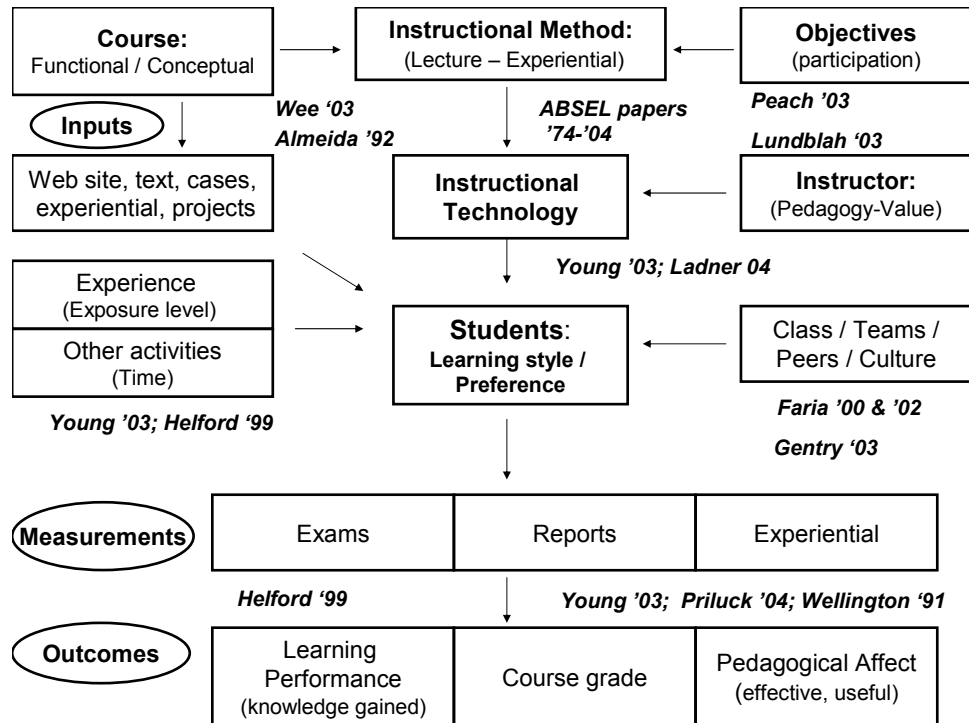 Course:
Functional / Conceptual
Instructional Method:
(Lecture – Experiential)
Objectives
(participation)
Inputs
Wee ’03
Almeida ’92
ABSEL papers
’74-’04
Peach ’03
Lundblah ’03
Web site, text, cases,
experiential, projects
Instructional
Technology
Instructor:
(Pedagogy-Value)
Young ’03; Ladner 04
Experience
(Exposure level)
Other activities
(Time)
Students:
Learning style /
Preference
Class / Teams /
Peers / Culture
Young ’03; Helford ‘99
Faria ’00 & ’02
Gentry ‘03
Measurements
Exams
Reports
Experiential
Helford ‘99
Young ’03; Priluck ’04; Wellington ‘91
Outcomes
Learning
Performance
(knowledge gained)
Course grade
Pedagogical Affect
(effective, useful)